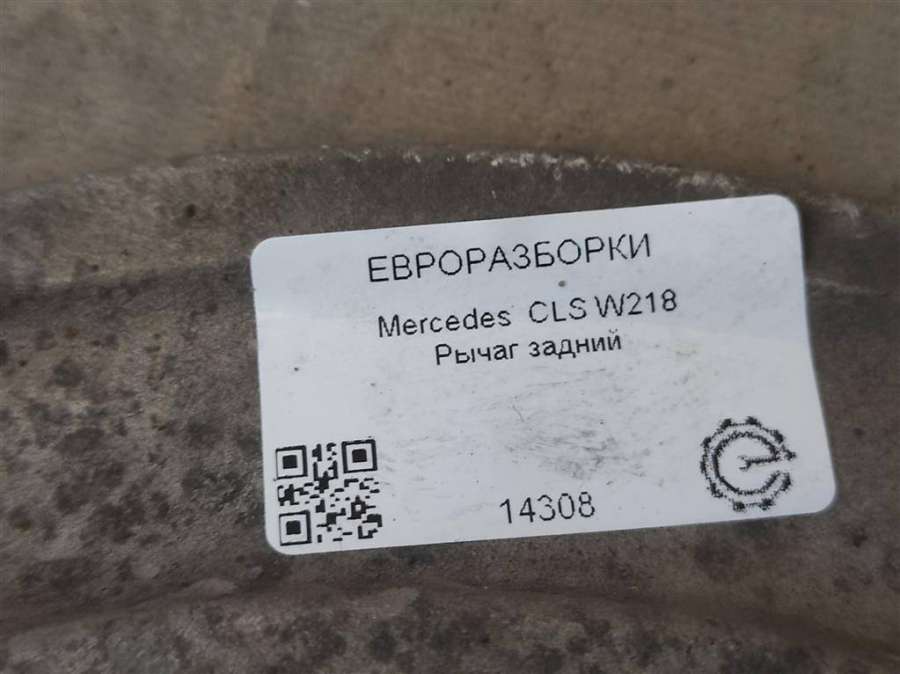 ЕВРОРАЗБОРКИ
Mercedes CLS W218
Рычаг задний
14308